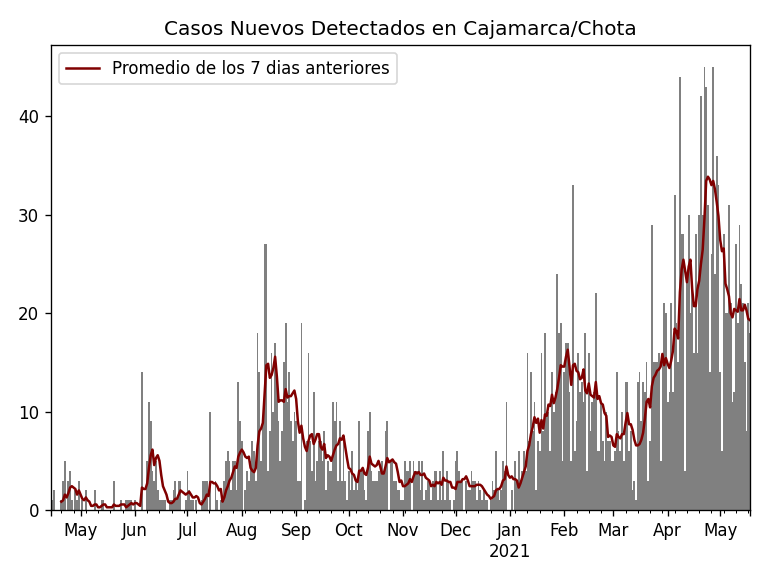 Casos Nuevos Detectados en Cajamarca/Chota
Promedio de los 7 dias anteriores
40
30
20
10
0
May Jun Jul Aug Sep Oct Nov Dec Jan Feb Mar Apr May
2021